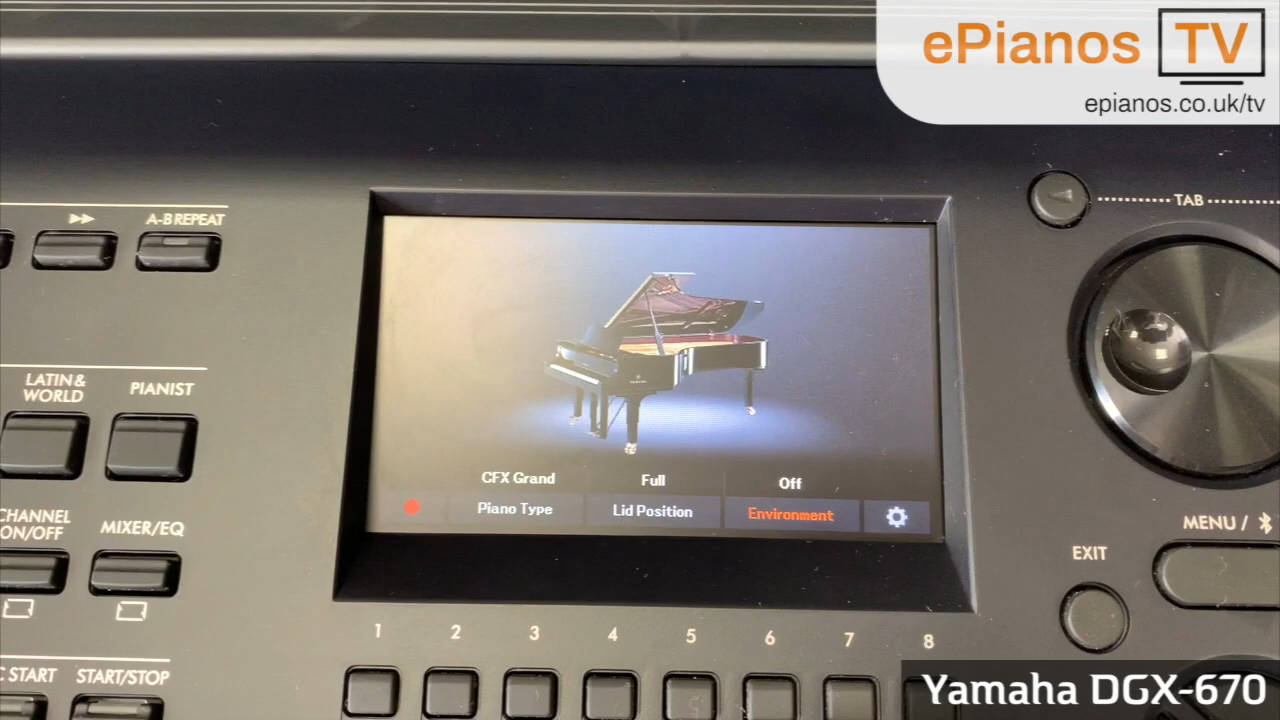 ePianos TV
epianos.co.uk/tv
A-B REPEAT
TAB
LATIN &
WORLD
PIANIST
CFX Grand
Full
Off
Piano Type
Lid Position
Environment
CHANNEL
ON/OFF
MIXER/EQ
MENU /
EXIT
1 2 3 4 5 6 7 8
START
START/STOP
Yamaha DGX-670